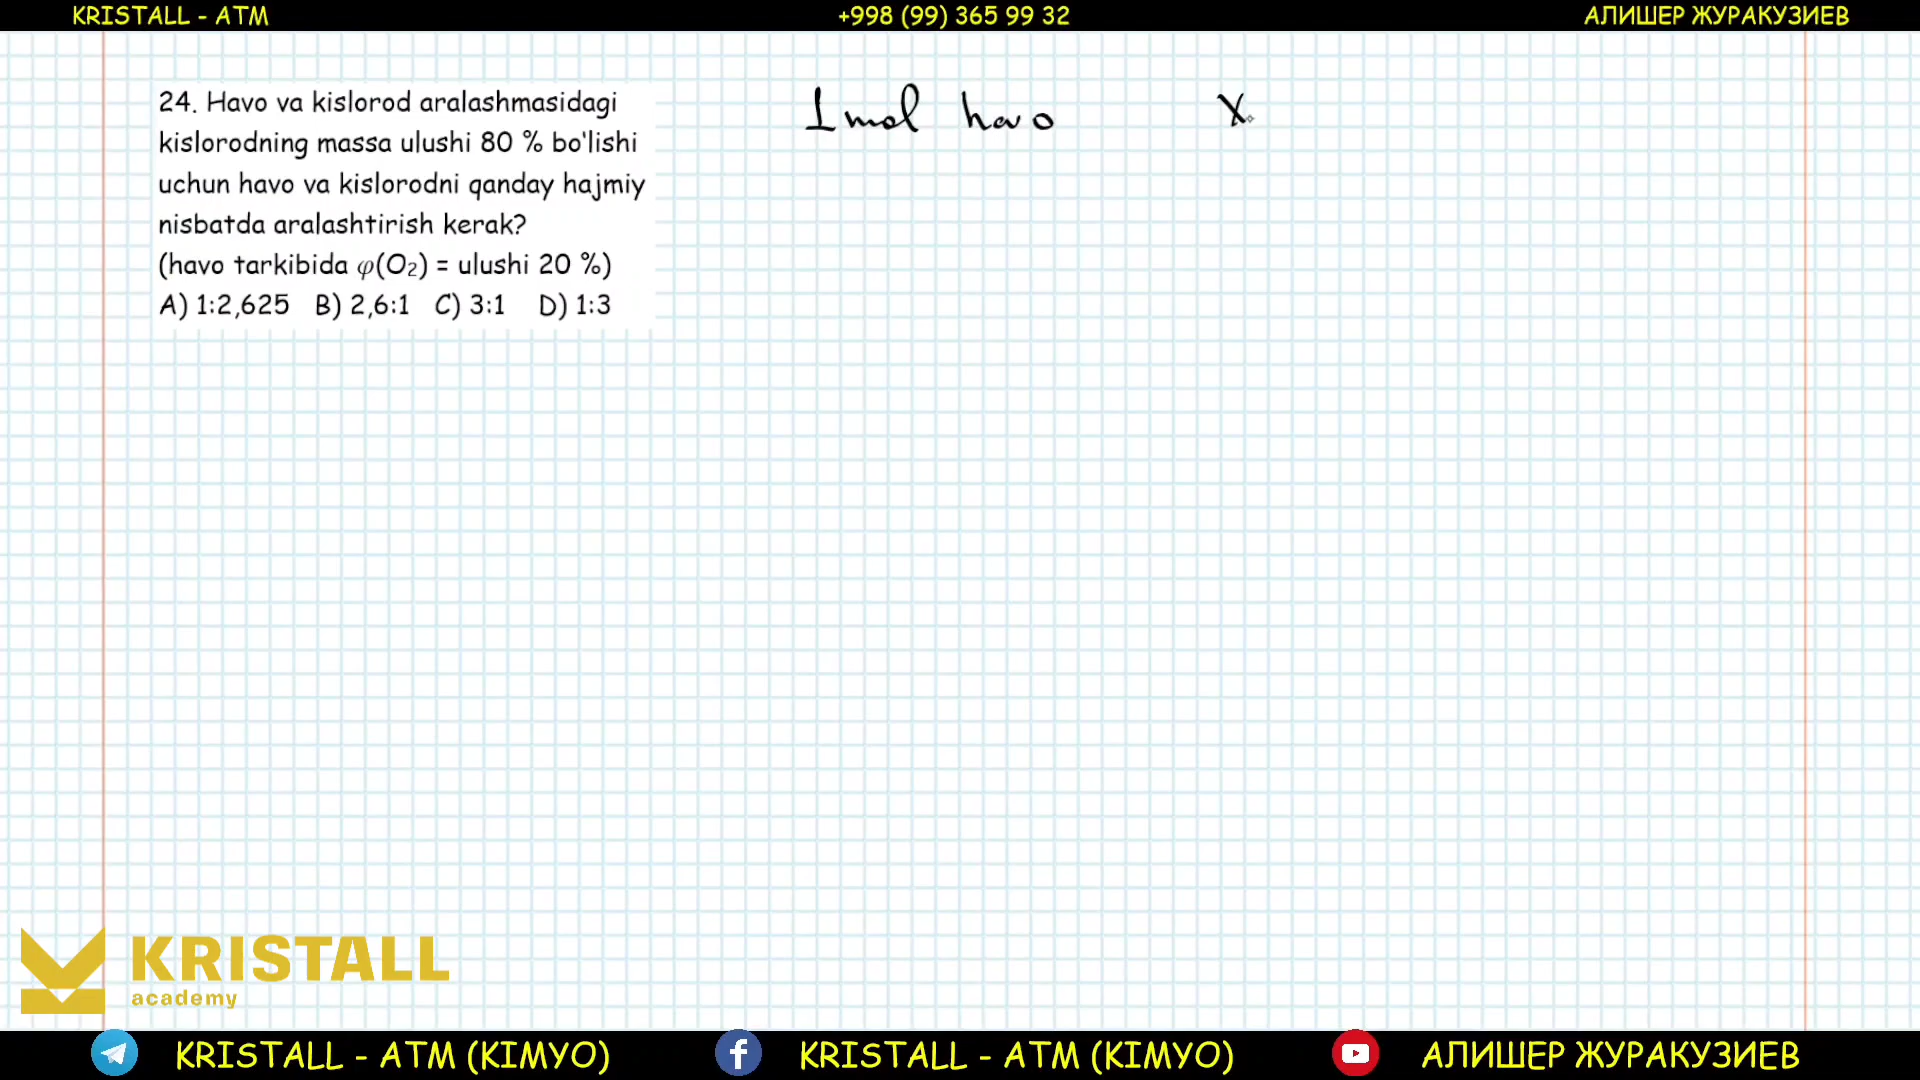 KRISTALL - ATM
+998 (99) 365 99 32
АЛИШЕР ЖУРАКУЗИЕВ
24. Havo va kislorod aralashmasidagi
kislorodning massa ulushi 80 % bo'lishi
uchun havo va kislorodni qanday hajmiy
nisbatda aralashtirish kerak?
(havo tarkibida φ(O₂) = ulushi 20 %)
A) 1:2,625 B) 2,6:1 C) 3:1 D) 1:3
1 mol havo
X
KRISTALL
academy
KRISTALL - ATM (KIMYO)
KRISTALL - ATM (KIMYO)
АЛИШЕР ЖУРАКУЗИЕВ